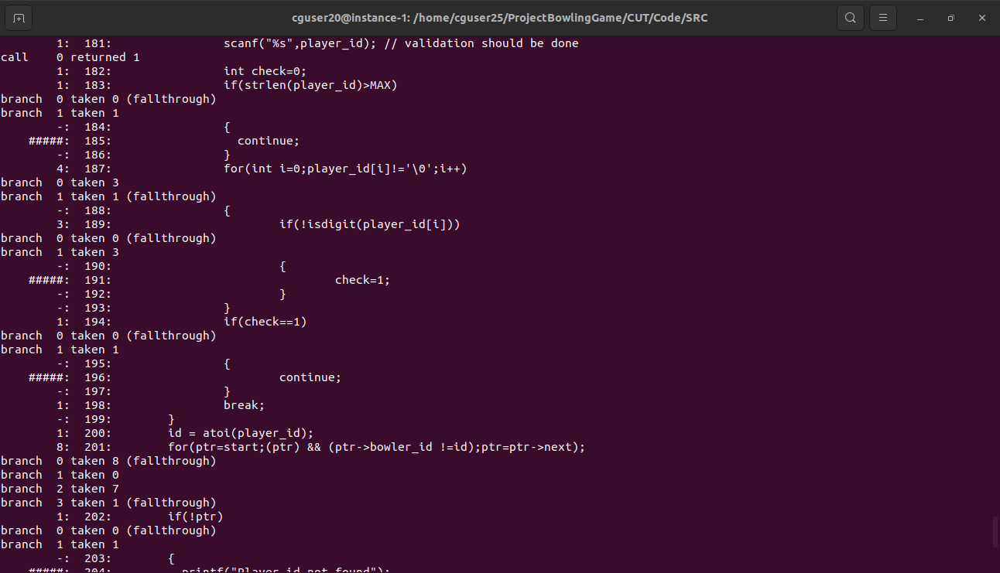 cguser20@instance-1: /home/cguser25/ProjectBowlingGame/CUT/Code/SRC
        1:  181:                scanf("%s",player_id); // validation should be done
call    0 returned 1
        1:  182:                int check=0;
        1:  183:                if(strlen(player_id)>MAX)
branch  0 taken 0 (fallthrough)
branch  1 taken 1
        -:  184:                {
    #####:  185:                  continue;
        -:  186:                }
        4:  187:                for(int i=0;player_id[i]!='\0';i++)
branch  0 taken 3
branch  1 taken 1 (fallthrough)
        -:  188:                {
        3:  189:                        if(!isdigit(player_id[i]))
branch  0 taken 0 (fallthrough)
branch  1 taken 3
        -:  190:                        {
    #####:  191:                                check=1;
        -:  192:                        }
        -:  193:                }
        1:  194:                if(check==1)
branch  0 taken 0 (fallthrough)
branch  1 taken 1
        -:  195:                {
    #####:  196:                        continue;
        -:  197:                }
        1:  198:                break;
        -:  199:        }
        1:  200:        id = atoi(player_id);
        8:  201:        for(ptr=start;(ptr) && (ptr->bowler_id !=id);ptr=ptr->next);
branch  0 taken 8 (fallthrough)
branch  1 taken 0
branch  2 taken 7
branch  3 taken 1 (fallthrough)
        1:  202:        if(!ptr)
branch  0 taken 0 (fallthrough)
branch  1 taken 1
        -:  203:        {
    #####:  204:          printf("Player id not found");